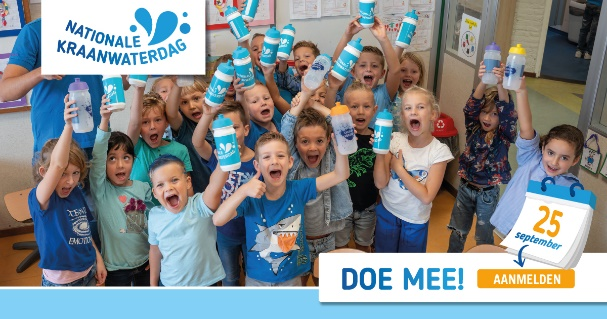 NATIONALE
KRAANWATERDAG
25
september
DOE MEE!
AANMELDEN